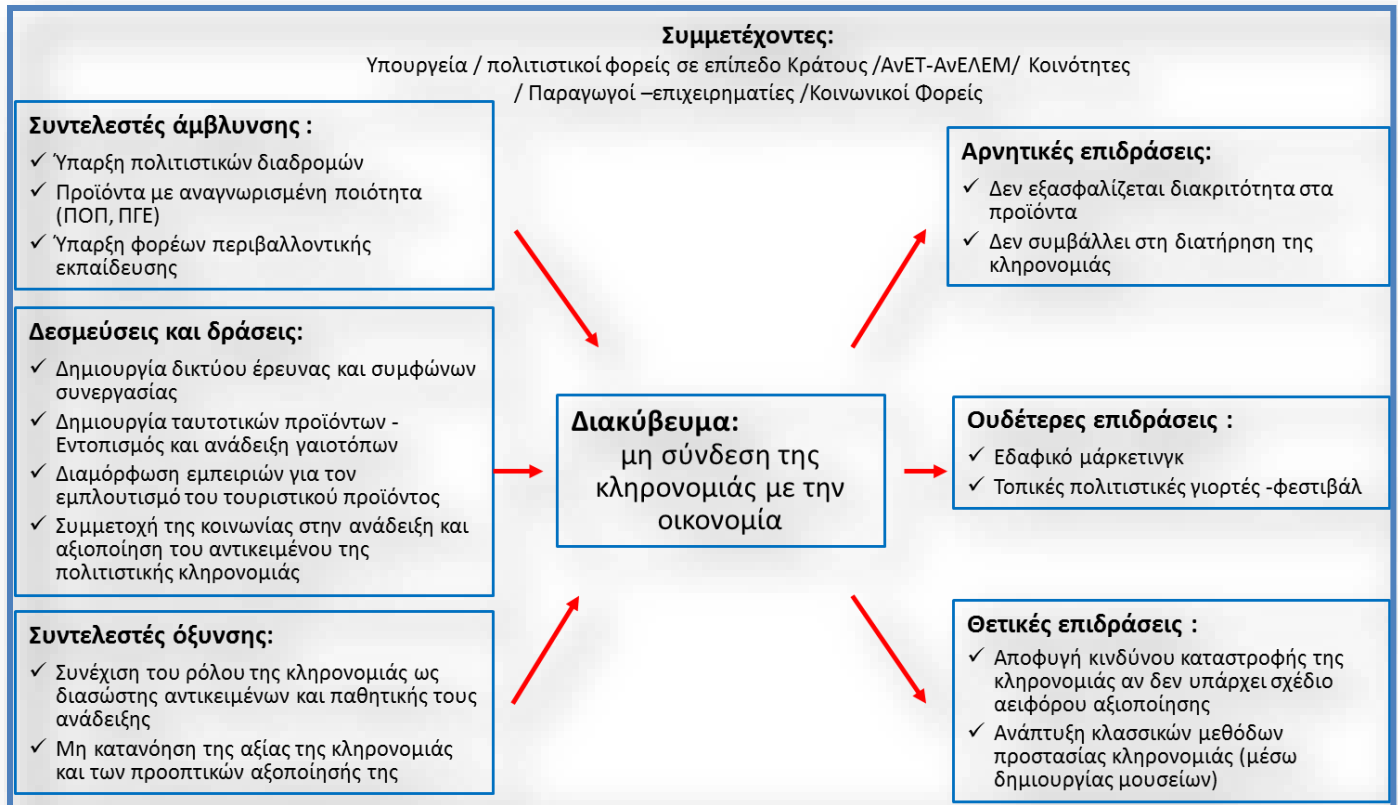 Συμμετέχοντες:
Υπουργεία / πολιτιστικοί φορείς σε επίπεδο Κράτους /ΑνΕΤ-ΑνΕΛΕΜ/ Κοινότητες
/ Παραγωγοί –επιχειρηματίες /Κοινωνικοί Φορείς
Συντελεστές άμβλυνσης :
✓ Ύπαρξη πολιτιστικών διαδρομών
✓ Προϊόντα με αναγνωρισμένη ποιότητα
(ΠΟΠ, ΠΓΕ)
✓ Ύπαρξη φορέων περιβαλλοντικής
εκπαίδευσης
Δεσμεύσεις και δράσεις:
✓ Δημιουργία δικτύου έρευνας και συμφώνων
συνεργασίας
✓ Δημιουργία ταυτοτικών προϊόντων -
Εντοπισμός και ανάδειξη γαιοτόπων
✓ Διαμόρφωση εμπειριών για τον
εμπλουτισμό του τουριστικού προϊόντος
✓ Συμμετοχή της κοινωνίας στην ανάδειξη και
αξιοποίηση του αντικειμένου της
πολιτιστικής κληρονομιάς
Συντελεστές όξυνσης:
✓ Συνέχιση του ρόλου της κληρονομιάς ως
διασώστης αντικειμένων και παθητικής τους
ανάδειξης
✓ Μη κατανόηση της αξίας της κληρονομιάς
και των προοπτικών αξοποίησής της
Διακύβευμα:
μη σύνδεση της
κληρονομιάς με την
οικονομία
Αρνητικές επιδράσεις:
✓ Δεν εξασφαλίζεται διακριτότητα στα
προϊόντα
✓ Δεν συμβάλλει στη διατήρηση της
κληρονομιάς
Ουδέτερες επιδράσεις :
✓ Εδαφικό μάρκετινγκ
✓ Τοπικές πολιτιστικές γιορτές -φεστιβάλ
Θετικές επιδράσεις :
✓ Αποφυγή κινδύνου καταστροφής της
κληρονομιάς αν δεν υπάρχει σχέδιο
αειφόρου αξιοποίησης
✓ Ανάπτυξη κλασσικών μεθόδων
προστασίας κληρονομιάς (μέσω
δημιουργίας μουσείων)